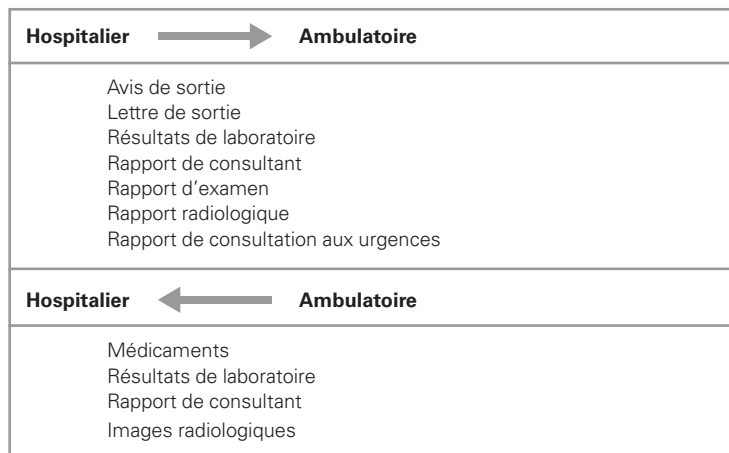 Hospitalier Ambulatoire
Avis de sortie
Lettre de sortie
Résultats de laboratoire
Rapport de consultant
Rapport d’examen
Rapport radiologique
Rapport de consultation aux urgences
Hospitalier Ambulatoire
Médicaments
Résultats de laboratoire
Rapport de consultant
Images radiologiques